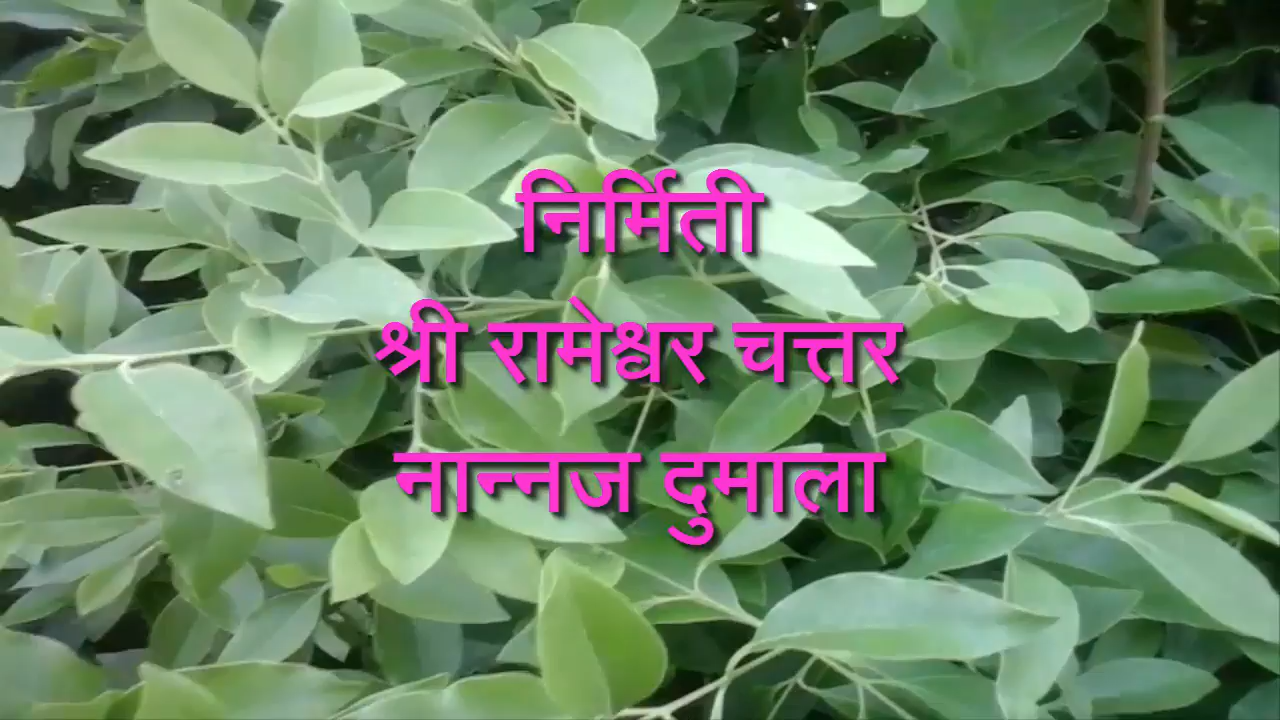 निर्मिती
श्री रामेश्वर चत्तर
नान्नज दुमाला